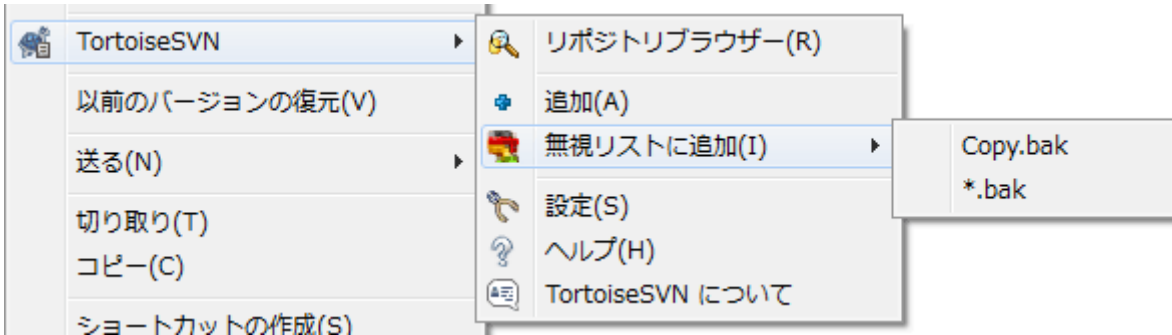 TortoiseSVN
以前のバージョンの復元(V)
送る(N)
切り取り(T)
コピー(C)
ショートカットの作成(S)
リポジトリブラウザー(R)
追加(A)
無視リストに追加(I)
設定(S)
ヘルプ(H)
TortoiseSVN について
Copy.bak
*.bak